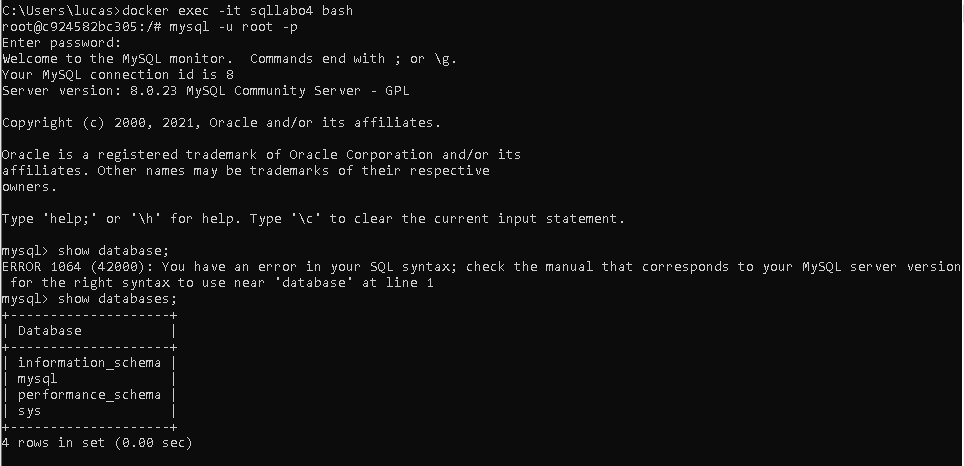 C:\Users\lucas>docker exec -it sqllabo4 bash
root@c924582bc305:/# mysql -u root -p
Enter password:
Welcome to the MySQL monitor.  Commands end with ; or \g.
Your MySQL connection id is 8
Server version: 8.0.23 MySQL Community Server - GPL

Copyright (c) 2000, 2021, Oracle and/or its affiliates.

Oracle is a registered trademark of Oracle Corporation and/or its
affiliates. Other names may be trademarks of their respective
owners.

Type 'help;' or '\h' for help. Type '\c' to clear the current input statement.

mysql> show database;
ERROR 1064 (42000): You have an error in your SQL syntax; check the manual that corresponds to your MySQL server version
 for the right syntax to use near 'database' at line 1
mysql> show databases;
+--------------------+
| Database           |
+--------------------+
| information_schema |
| mysql              |
| performance_schema |
| sys                |
+--------------------+
4 rows in set (0.00 sec)